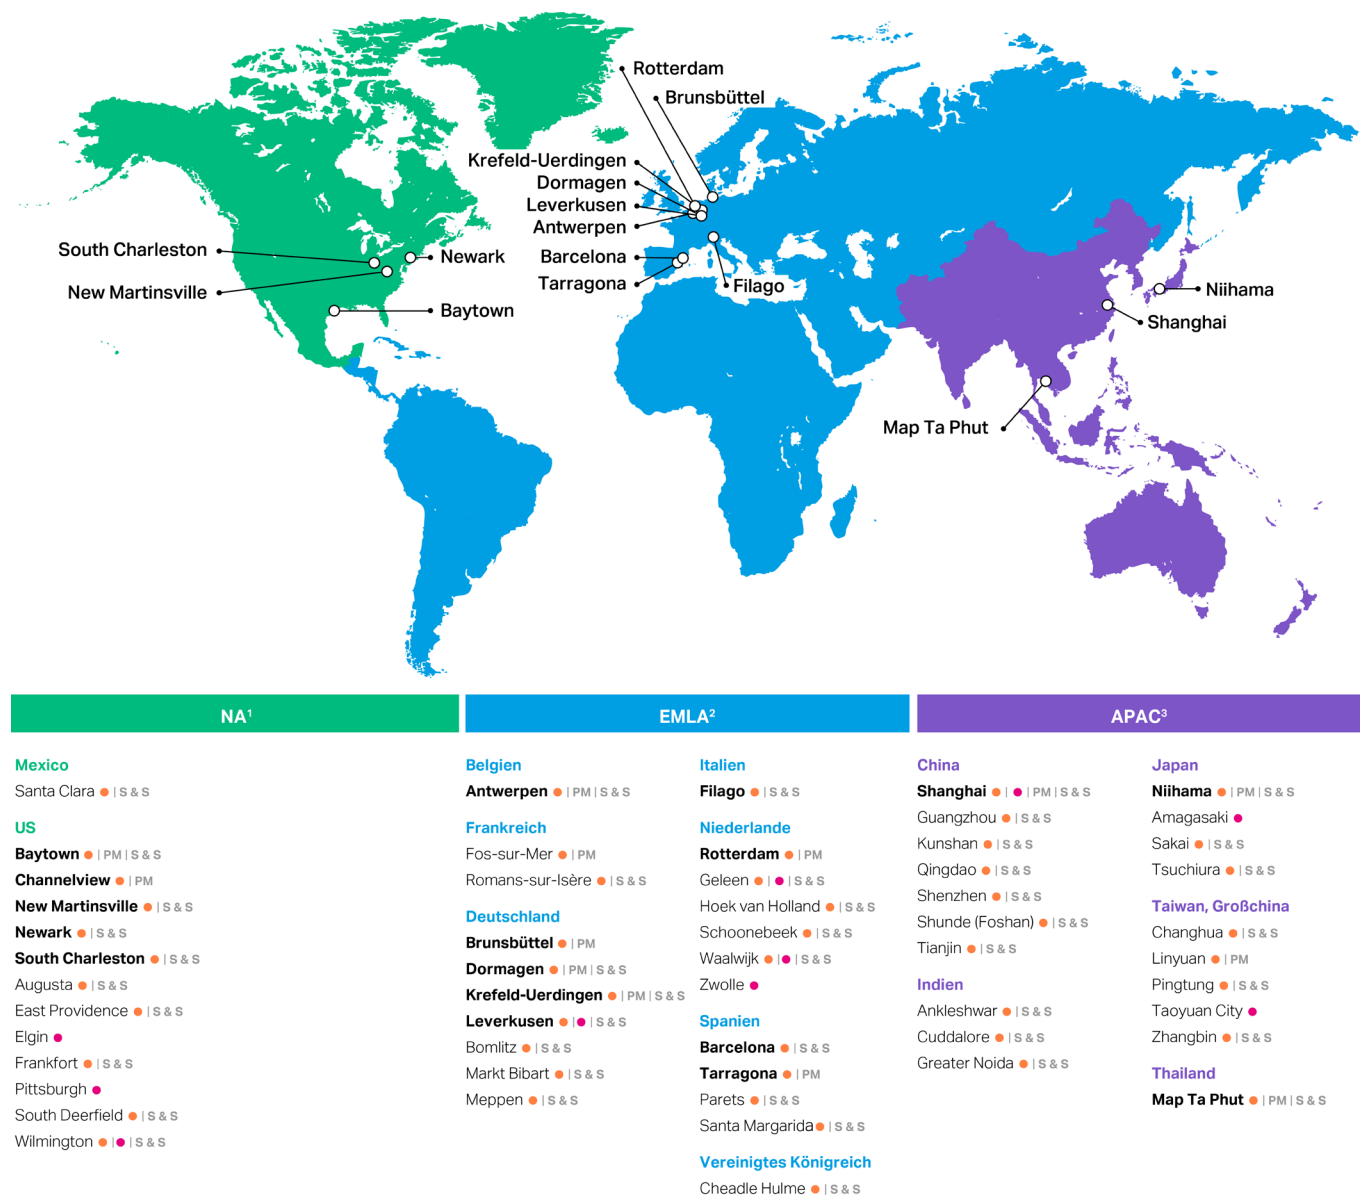 Rotterdam
Brunsbüttel
Krefeld-Uerdingen
Dormagen
Leverkusen
Antwerpen
Barcelona
Tarragona
Filago
South Charleston
New Martinsville
Newark
Baytown
Niihama
Shanghai
Map Ta Phut
NA¹
Mexico
Santa Clara | S & S
US
Baytown | PM | S & S
Channelview | PM
New Martinsville | S & S
Newark | S & S
South Charleston | S & S
Augusta | S & S
East Providence | S & S
Elgin
Frankfort | S & S
Pittsburgh
South Deerfield | S & S
Wilmington | | S & S
EMLA²
Belgien
Antwerpen | PM | S & S
Frankreich
Fos-sur-Mer | PM
Romans-sur-Isère | S & S
Deutschland
Brunsbüttel | PM
Dormagen | PM | S & S
Krefeld-Uerdingen | PM | S & S
Leverkusen | | S & S
Bomlitz | S & S
Markt Bibart | S & S
Meppen | S & S
Italien
Filago | S & S
Niederlande
Rotterdam | PM
Geleen | | S & S
Hoek van Holland | S & S
Schoonebeek | S & S
Waalwijk | | S & S
Zwolle
Spanien
Barcelona | S & S
Tarragona | PM
Parets | S & S
Santa Margarida | S & S
Vereinigtes Königreich
Cheadle Hulme | S & S
APAC³
China
Shanghai | | PM | S & S
Guangzhou | S & S
Kunshan | S & S
Qingdao | S & S
Shenzhen | S & S
Shunde (Foshan) | S & S
Tianjin | S & S
Indien
Ankleshwar | S & S
Cuddalore | S & S
Greater Noida | S & S
Japan
Niihama | PM | S & S
Amagasaki
Sakai | S & S
Tsuchiura | S & S
Taiwan, Großchina
Changhua | S & S
Linyuan | PM
Pingtung | S & S
Taoyuan City
Zhangbin | S & S
Thailand
Map Ta Phut | PM | S & S